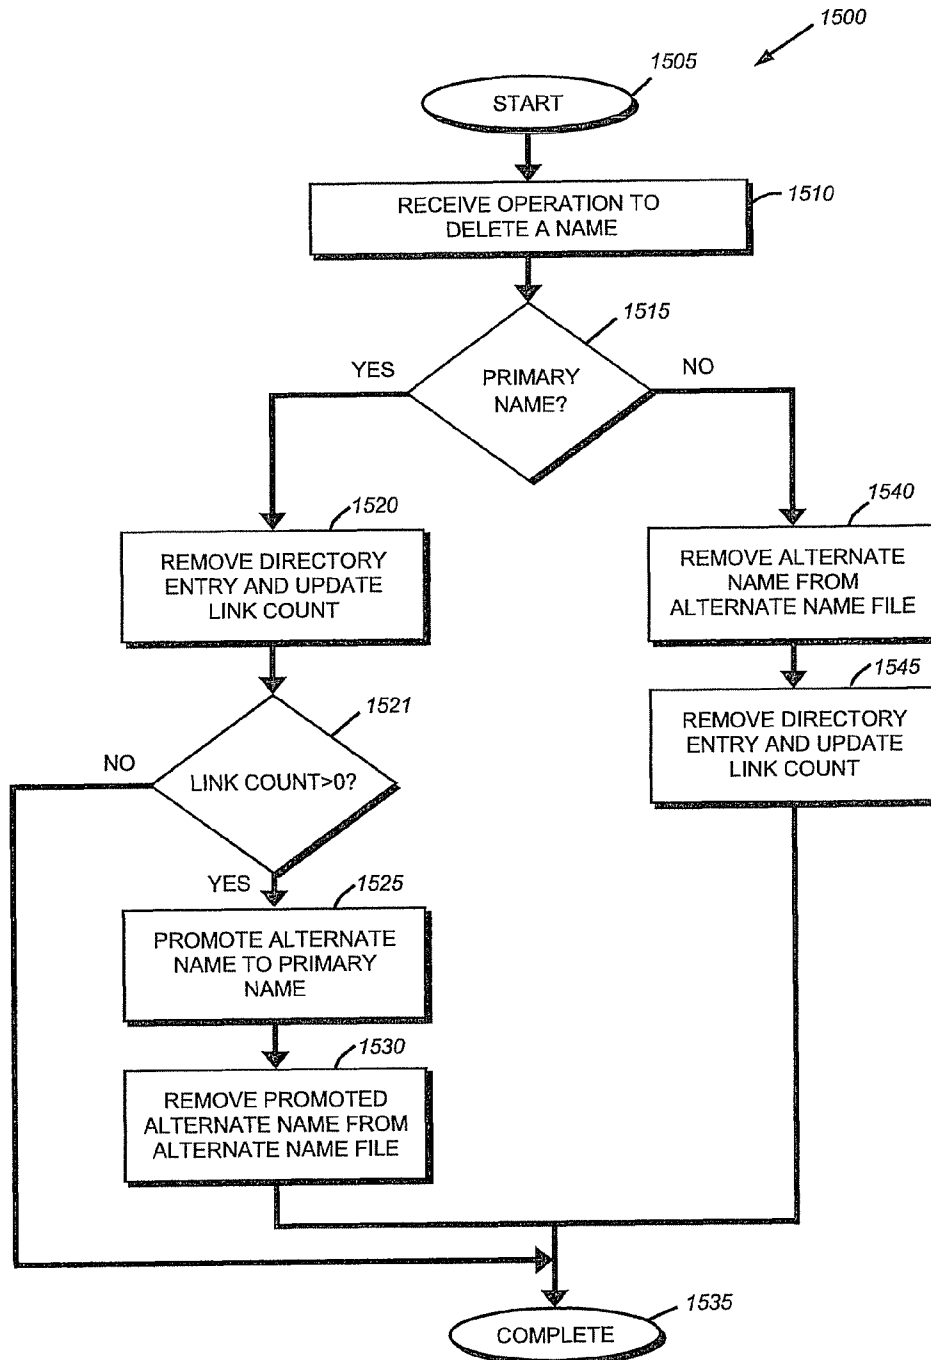 1500
1505
START
RECEIVE OPERATION TO
DELETE A NAME
1510
1515
YES
PRIMARY
NAME?
NO
1520
REMOVE DIRECTORY
ENTRY AND UPDATE
LINK COUNT
1540
REMOVE ALTERNATE
NAME FROM
ALTERNATE NAME FILE
1545
REMOVE DIRECTORY
ENTRY AND UPDATE
LINK COUNT
1521
NO
LINK COUNT>0?
YES
1525
PROMOTE ALTERNATE
NAME TO PRIMARY
NAME
1530
REMOVE PROMOTED
ALTERNATE NAME FROM
ALTERNATE NAME FILE
1535
COMPLETE